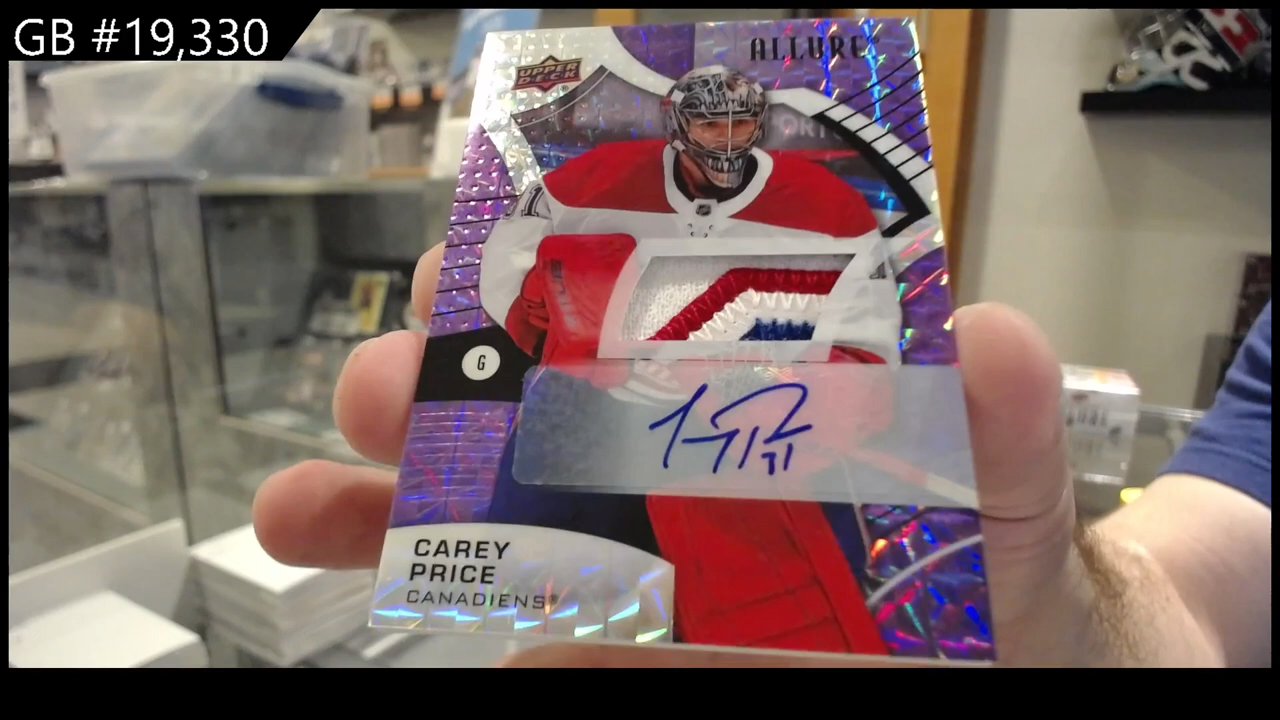 GB #19,330
ALLURE
UPPER
DECK
G
CAREY
PRICE
CANADIENS®